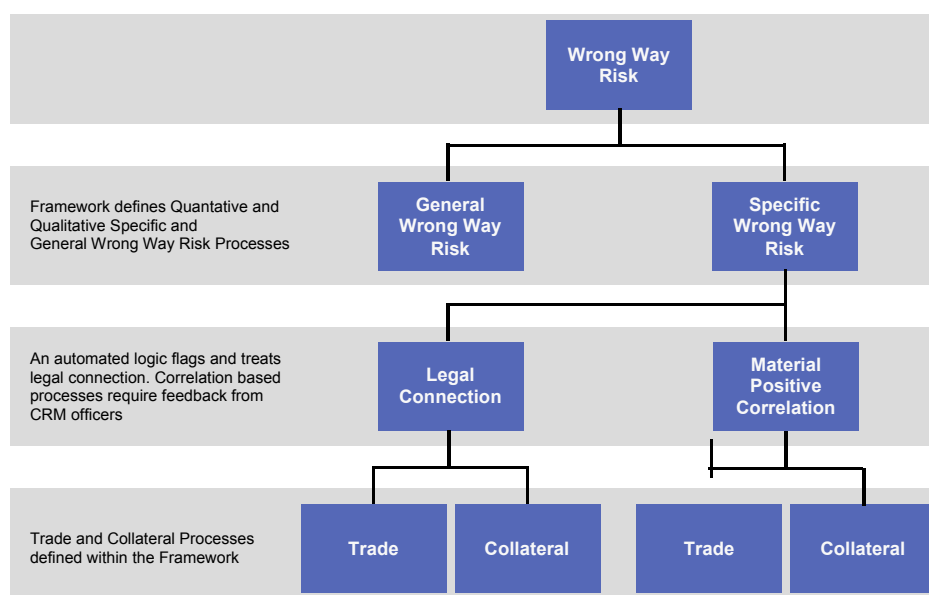 Wrong Way
Risk
Framework defines Quantative and
Qualitative Specific and
General Wrong Way Risk Processes
General
Wrong Way
Risk
Specific
Wrong Way
Risk
An automated logic flags and treats
legal connection. Correlation based
processes require feedback from
CRM officers
Legal
Connection
Material
Positive
Correlation
Trade and Collateral Processes
defined within the Framework
Trade
Collateral
Trade
Collateral